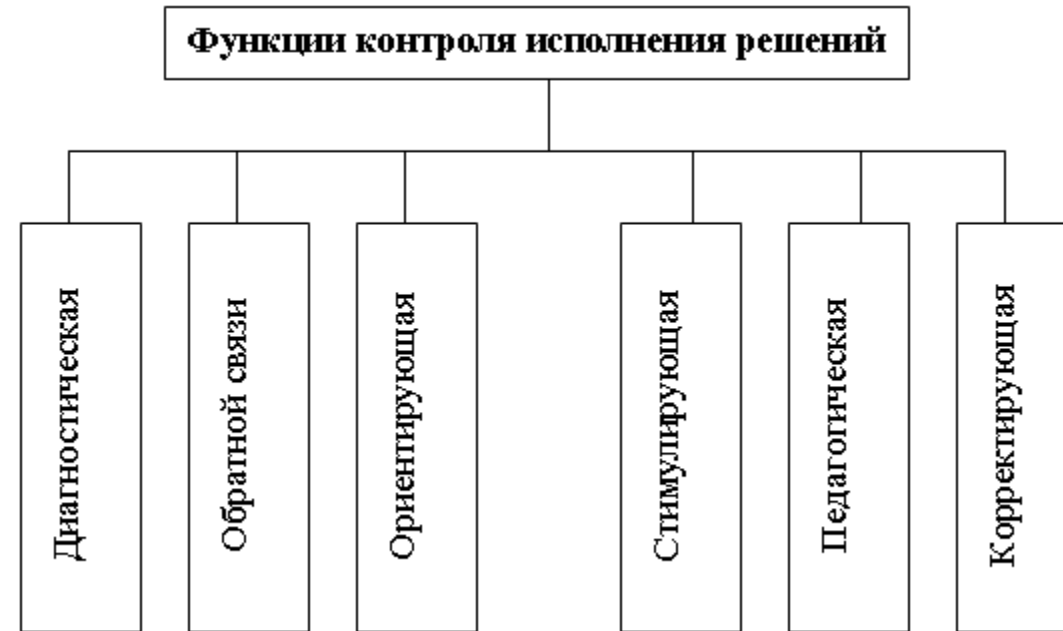 Функции контроля исполнения решений
Диагностическая
Обратной связи
Ориентирующая
Стимулирующая
Педагогическая
Корректирующая